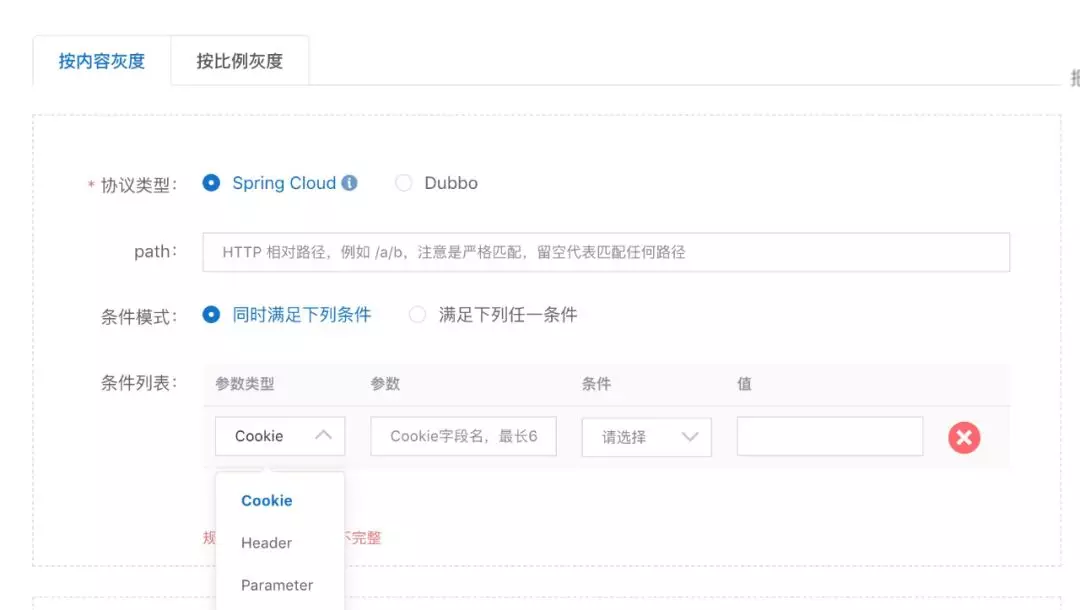 按内容灰度 按比例灰度
* 协议类型： Spring Cloud Dubbo
path： HTTP 相对路径，例如 /a/b，注意是严格匹配，留空代表匹配任何路径
条件模式： 同时满足下列条件 满足下列任一条件
条件列表： 参数类型 参数 条件 值
Cookie Cookie字段名，最长6 请选择
Cookie
规 不完整
Header
Parameter